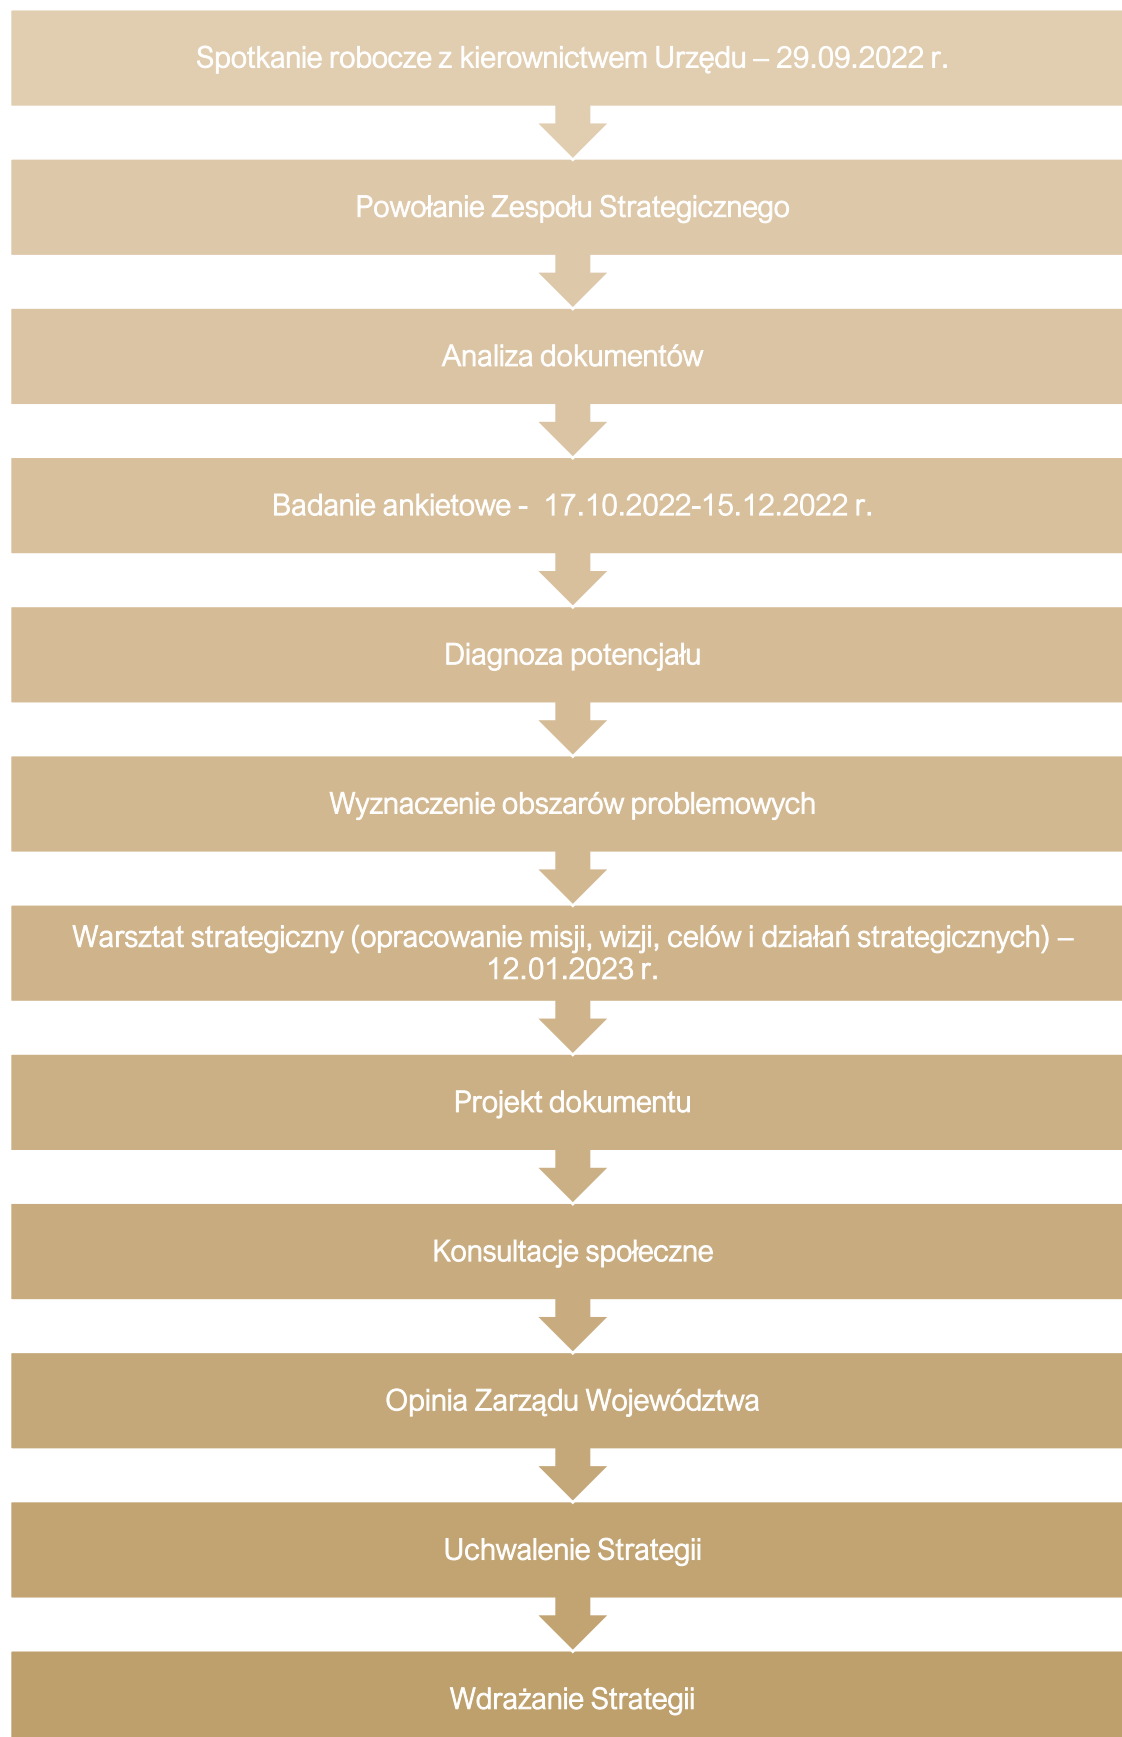 Spotkanie robocze z kierownictwem Urzędu – 29.09.2022 r.
Powołanie Zespołu Strategicznego
Analiza dokumentów
Badanie ankietowe -  17.10.2022-15.12.2022 r.
Diagnoza potencjału
Wyznaczenie obszarów problemowych
Warsztat strategiczny (opracowanie misji, wizji, celów i działań strategicznych) –
12.01.2023 r.
Projekt dokumentu
Konsultacje społeczne
Opinia Zarządu Województwa
Uchwalenie Strategii
Wdrażanie Strategii